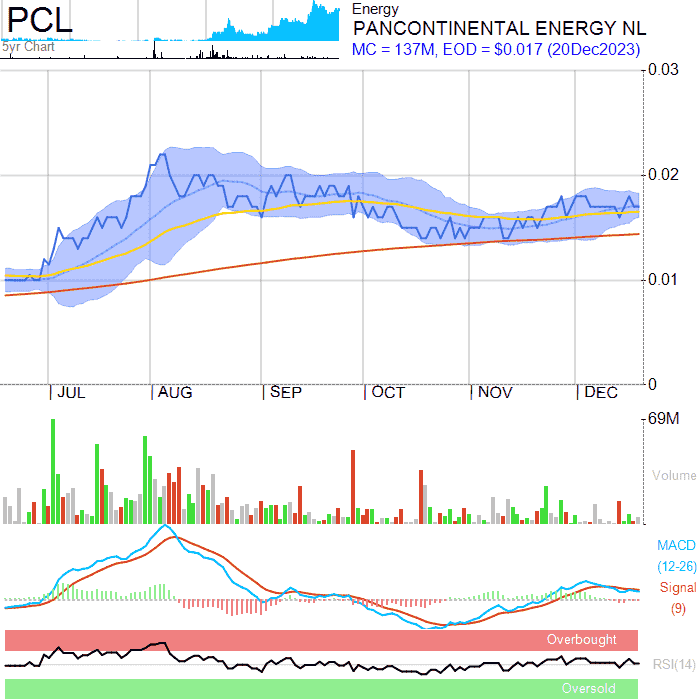 PCL
5yr Chart
Energy
PANCONTINENTAL ENERGY NL
MC = 137M, EOD = $0.017 (20Dec2023)
0.03
0.02
0.01
0
JUL AUG SEP OCT NOV DEC
69M
Volume
MACD
(12-26)
Signal
(9)
Overbought
RSI(14)
Oversold